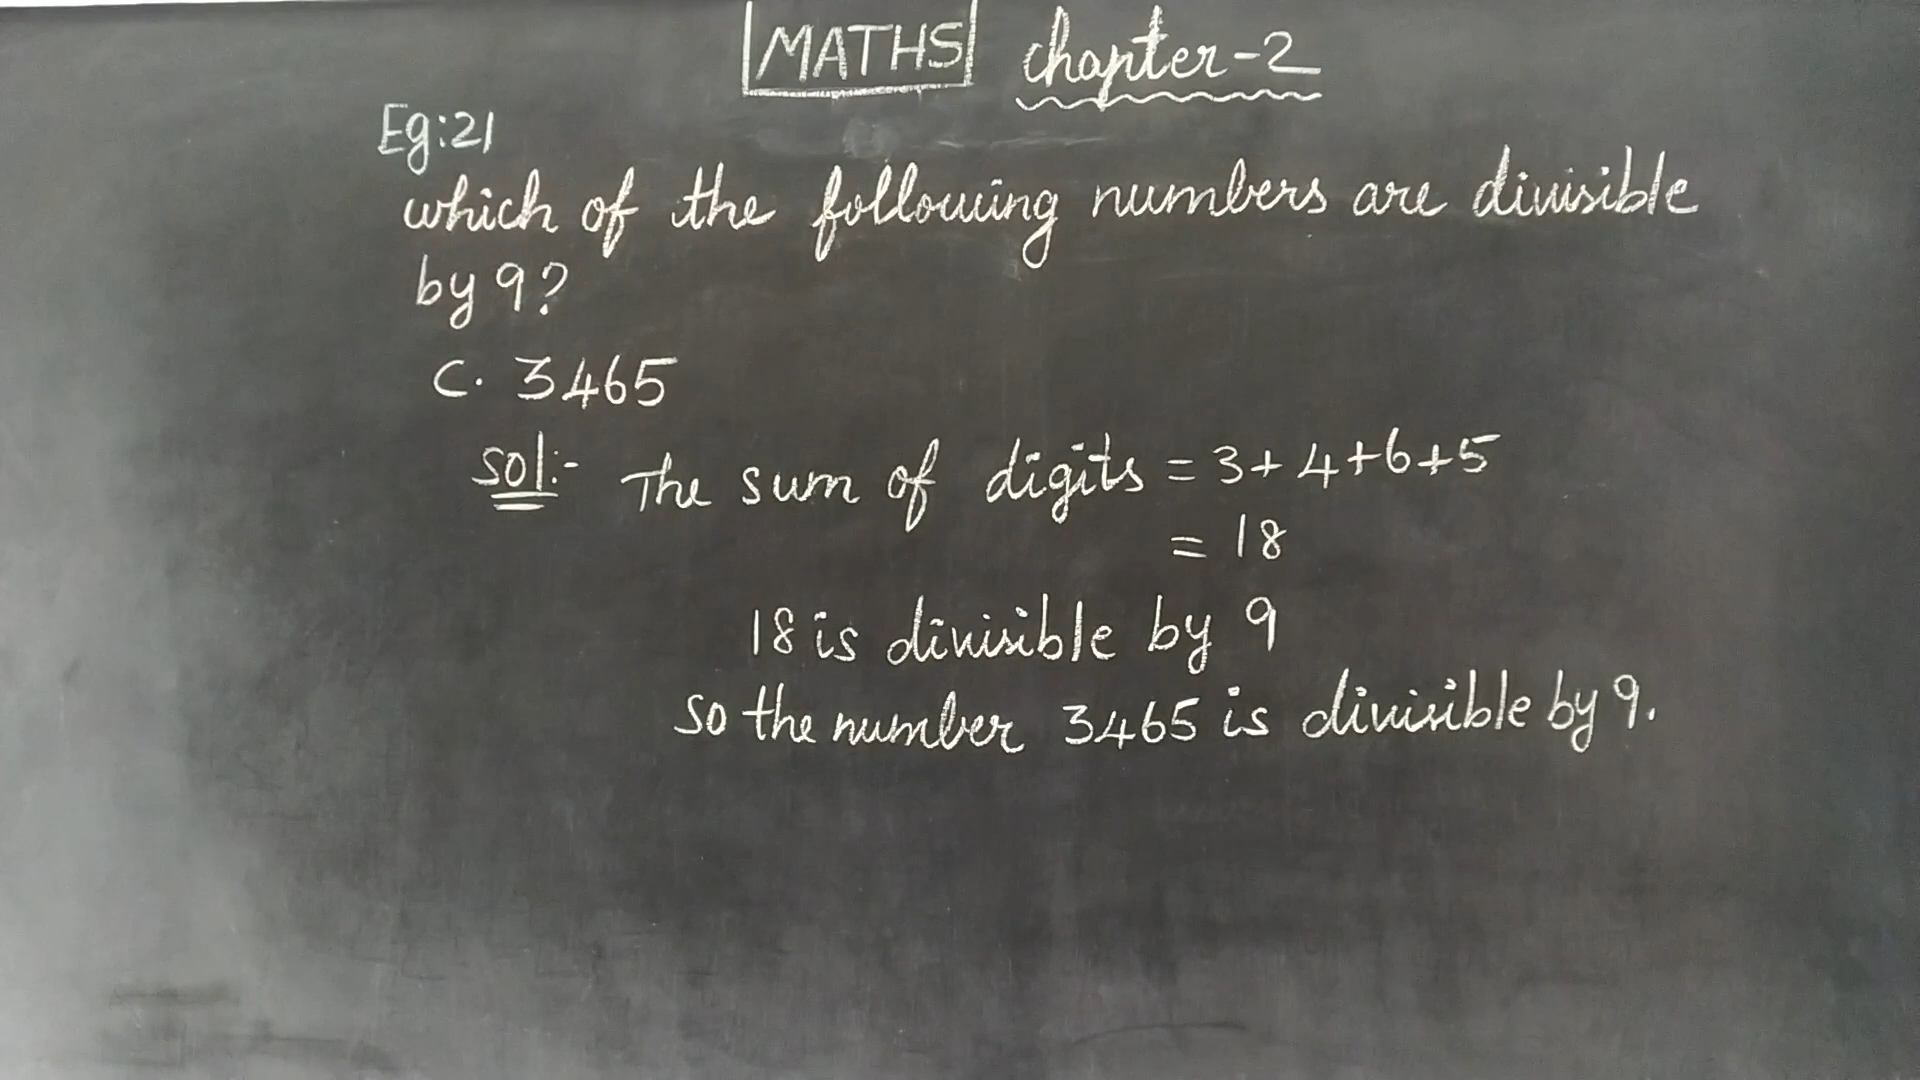 MATHS chapter-2
Eg:21
which of the following numbers are divisible
by 9?
C. 3465
Sol:- The sum of digits = 3+4+6+5
= 18
18 is divisible by 9
So the number 3465 is divisible by 9.